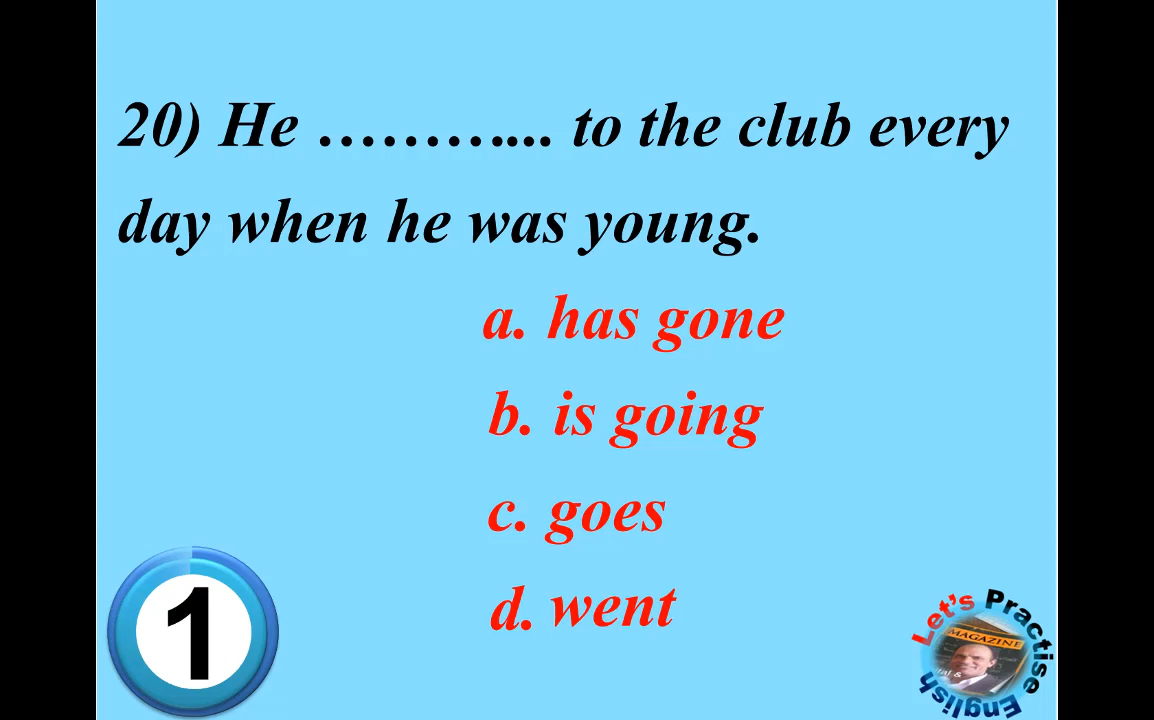 20) He ………... to the club every
day when he was young.
a. has gone
b. is going
c. goes
d. went
1
Let's Practise English
MAGAZINE